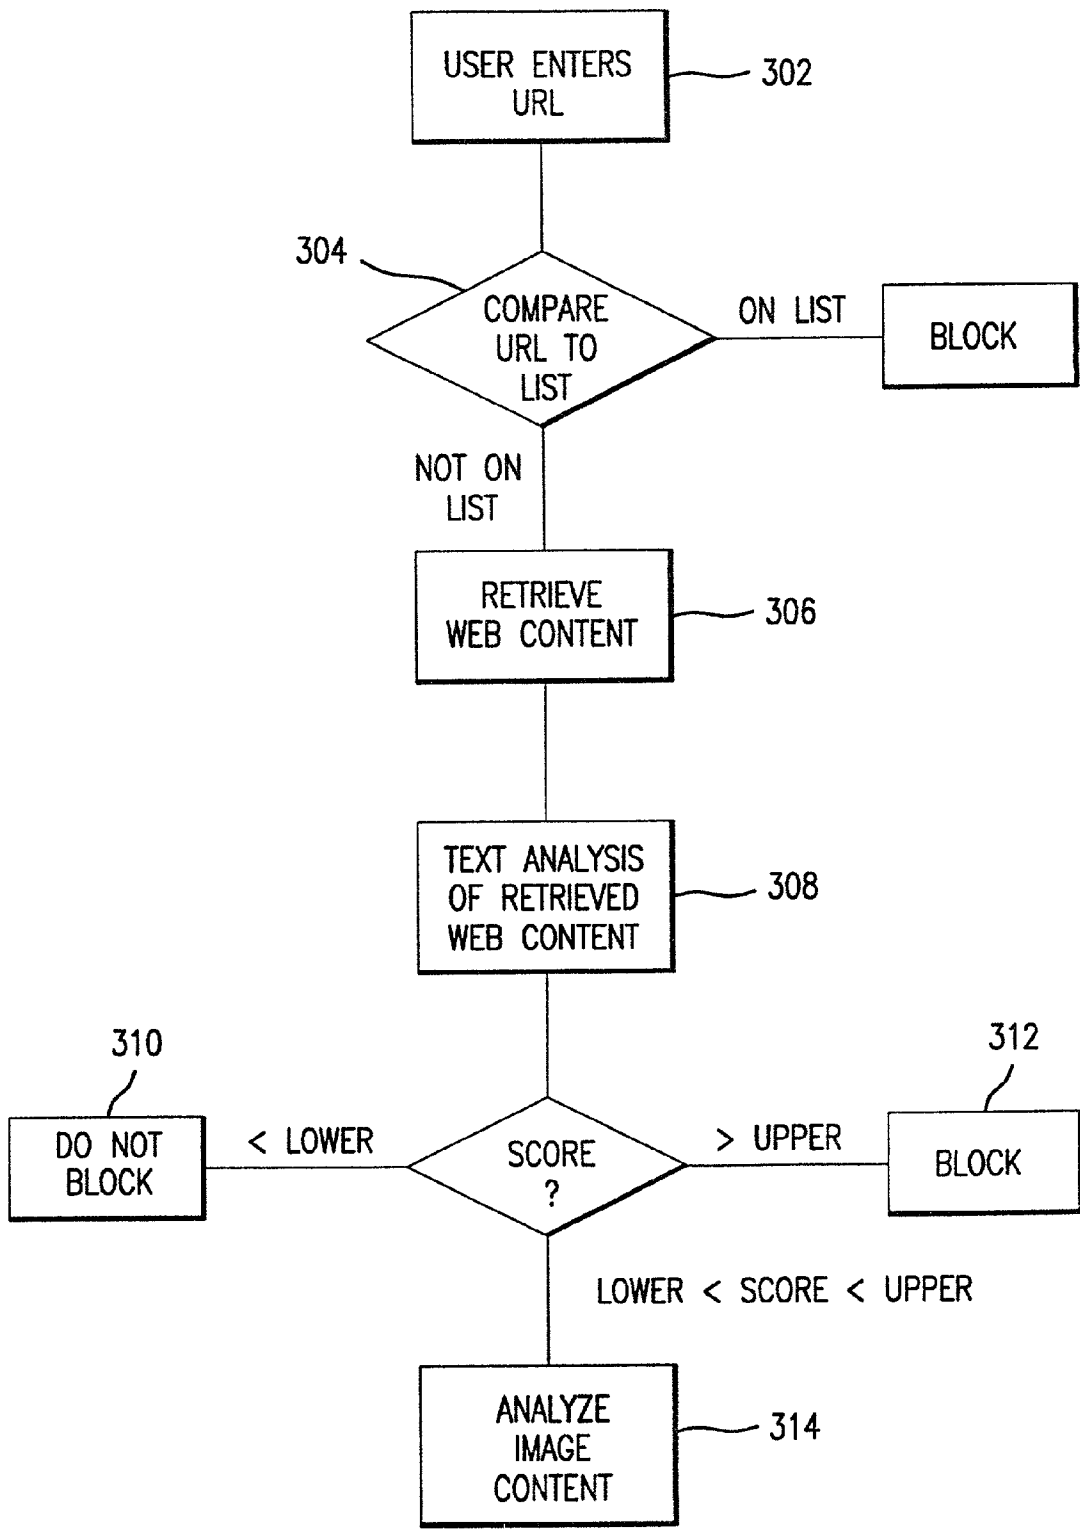 USER ENTERS
URL
302
304
COMPARE
URL TO
LIST
ON LIST
BLOCK
NOT ON
LIST
RETRIEVE
WEB CONTENT
306
TEXT ANALYSIS
OF RETRIEVED
WEB CONTENT
308
310
312
DO NOT
BLOCK
< LOWER
SCORE
?
> UPPER
BLOCK
LOWER < SCORE < UPPER
ANALYZE
IMAGE
CONTENT
314